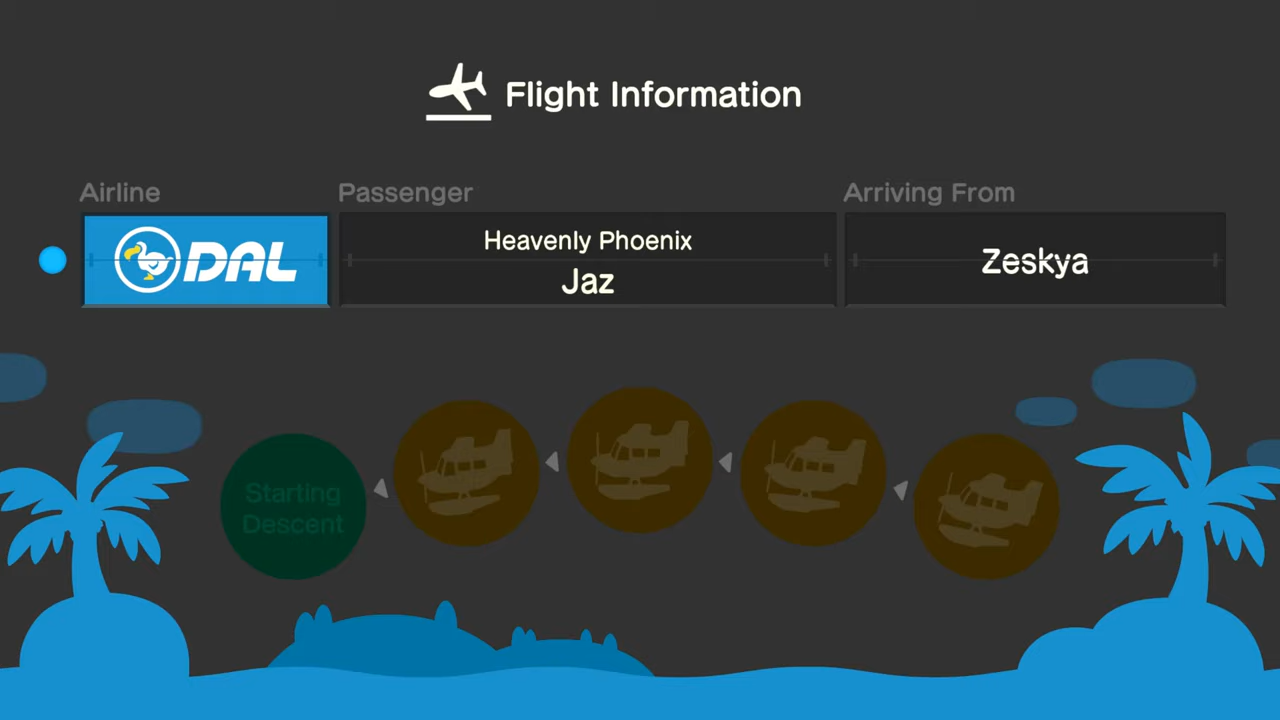 Flight Information
Airline
Passenger
Arriving From
DAL
Heavenly Phoenix
Jaz
Zeskya
Starting
Descent